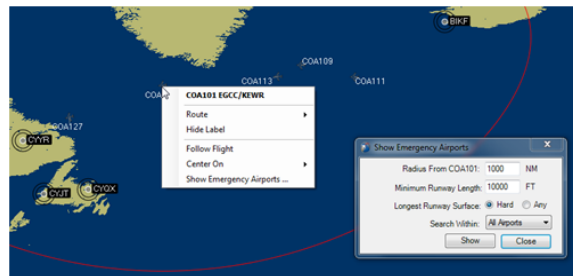 BIKF
COA109
COA113
COA111
COA
COA101 EGCC/KEWR
Route
Hide Label
Follow Flight
Center On
Show Emergency Airports ...
COA127
CYYR
CYJT
CYQX
Show Emergency Airports
X
Radius From COA101: 1000 NM
Minimum Runway Length: 10000 FT
Longest Runway Surface: Hard Any
Search Within: All Airports
Show Close